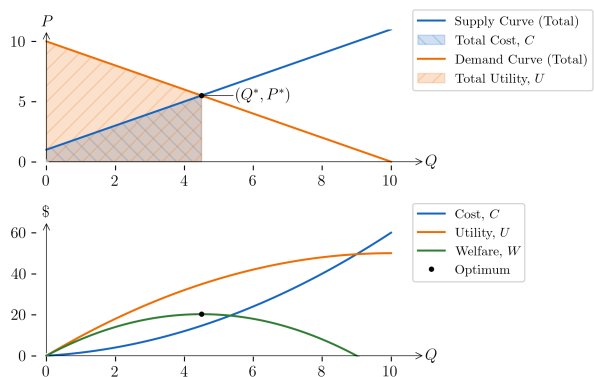 P
10
5
0
0 2 4 6 8 10
Q
(Q*, P*)
Supply Curve (Total)
Total Cost, C
Demand Curve (Total)
Total Utility, U
$
60
40
20
0
0 2 4 6 8 10
Q
Cost, C
Utility, U
Welfare, W
Optimum